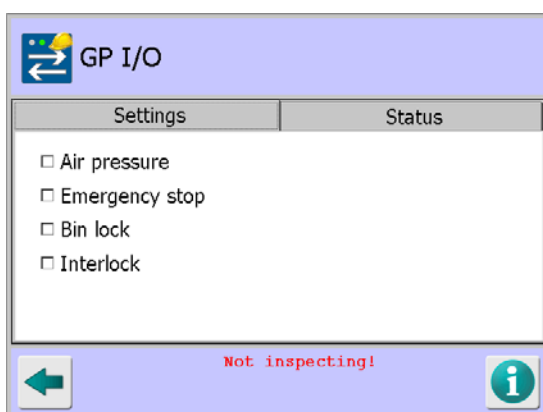 GP I/O
Settings Status
Air pressure
Emergency stop
Bin lock
Interlock
Not inspecting!